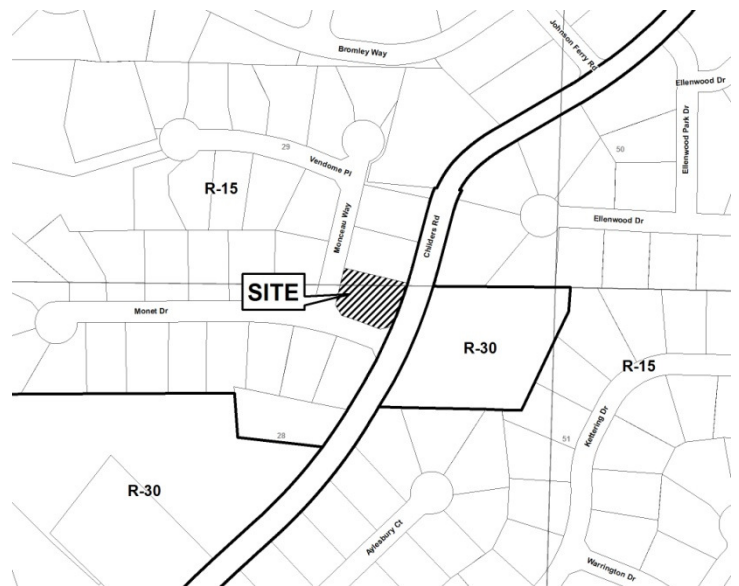 Bromley Way
Johnson Ferry Rd
Ellenwood Dr
Ellenwood Park Dr
50
29
Vendome Pl
R-15
Monceau Way
Childers Rd
Ellenwood Dr
SITE
Monet Dr
R-30
R-15
Kettering Dr
28
51
R-30
Aylesbury Ct
Warrington Dr